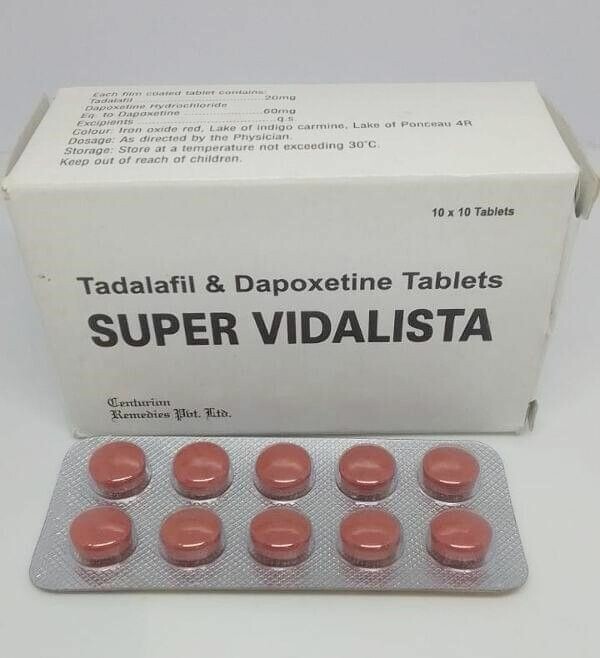 Each film coated tablet contains:
Tadalafil ........................ 20mg
Dapoxetine Hydrochloride
Eq. to Dapoxetine ............... 60mg
Excipients ........................ q.s.
Colour: Iron oxide red, Lake of indigo carmine, Lake of Ponceau 4R
Dosage: As directed by the Physician.
Storage: Store at a temperature not exceeding 30°C.
Keep out of reach of children.
10 x 10 Tablets
Tadalafil & Dapoxetine Tablets
SUPER VIDALISTA
Centurion
Remedies Pvt. Ltd.